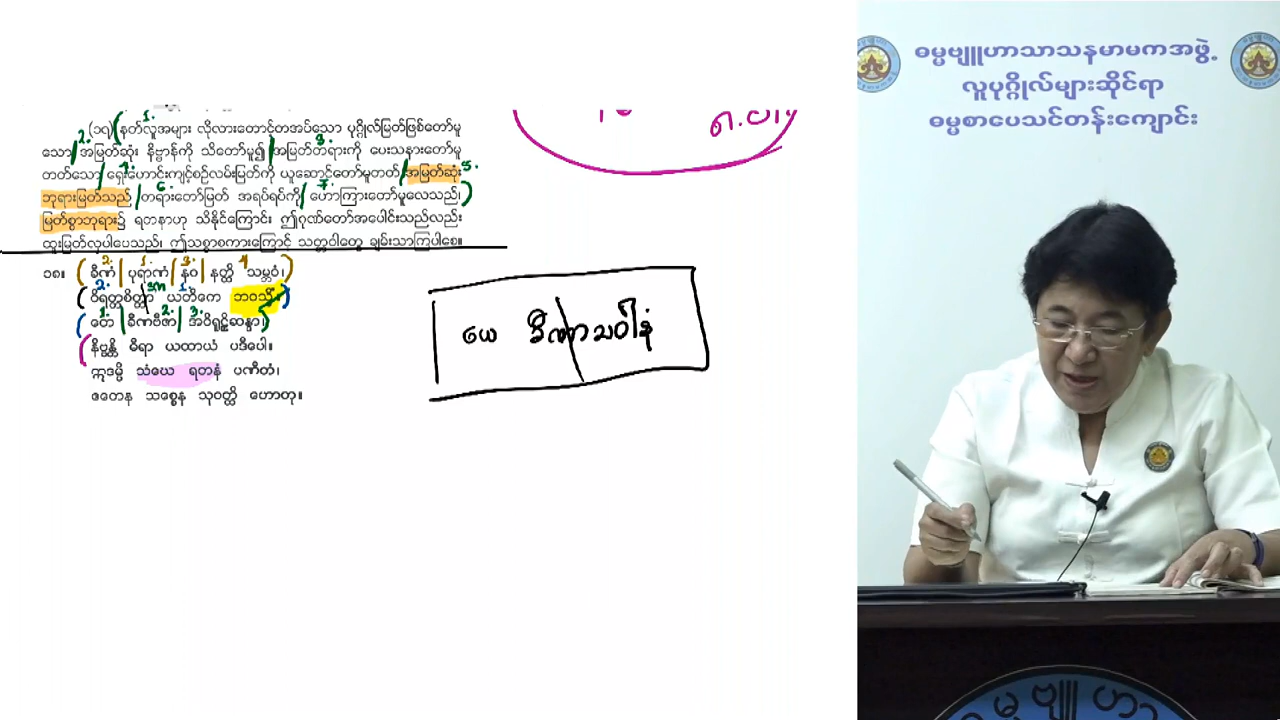 (၁၇) နတ်လူအများ လိုလားတောင့်တအပ်သော ပုဂ္ဂိုလ်မြတ်ဖြစ်တော်မူ
သော အမြတ်ဆုံး နိဗ္ဗာန်ကို သိတော်မူ၍ အမြတ်တရားကို ပေးသနားတော်မူ
တတ်သော ရှေးဟောင်းကျင့်စဉ်လမ်းမြတ်ကို ယူဆောင်တော်မူတတ် အမြတ်ဆုံး
ဘုရားမြတ်သည် တရားတော်မြတ် အရပ်ရပ်ကို ဟောကြားတော်မူလေသည်၊
မြတ်စွာဘုရား၌ ရတနာဟု သိနိုင်ကြောင်း ဤဂုဏ်တော်အပေါင်းသည်လည်း
ထူးမြတ်လှပါပေသည်၊ ဤသစ္စာစကားကြောင့် သတ္တဝါတွေ ချမ်းသာကြပါစေ။
၁၈။ ခီဏံ ပုရာဏံ နဝ နတ္ထိ သမ္ဘဝံ၊
ဝိရတ္တစိတ္တာ ယတိကေ ဘဝသ္မိံ၊
တေ ခီဏဗီဇာ အဝိရူဠှိဆန္ဒာ၊
နိဗ္ဗန္တိ ဓီရာ ယထာယံ ပဒီပေါ။
ဣဒမ္ပိ သံဃေ ရတနံ ပဏီတံ၊
ဧတေန သစ္စေန သုဝတ္ထိ ဟောတု။
ယေ ခီဏာသဝါနံ
ဓမ္မဗျူဟာသာသနမာမကအဖွဲ့
လူပုဂ္ဂိုလ်များဆိုင်ရာ
ဓမ္မစာပေသင်တန်းကျောင်း
ဓမ္မဗျူဟာ